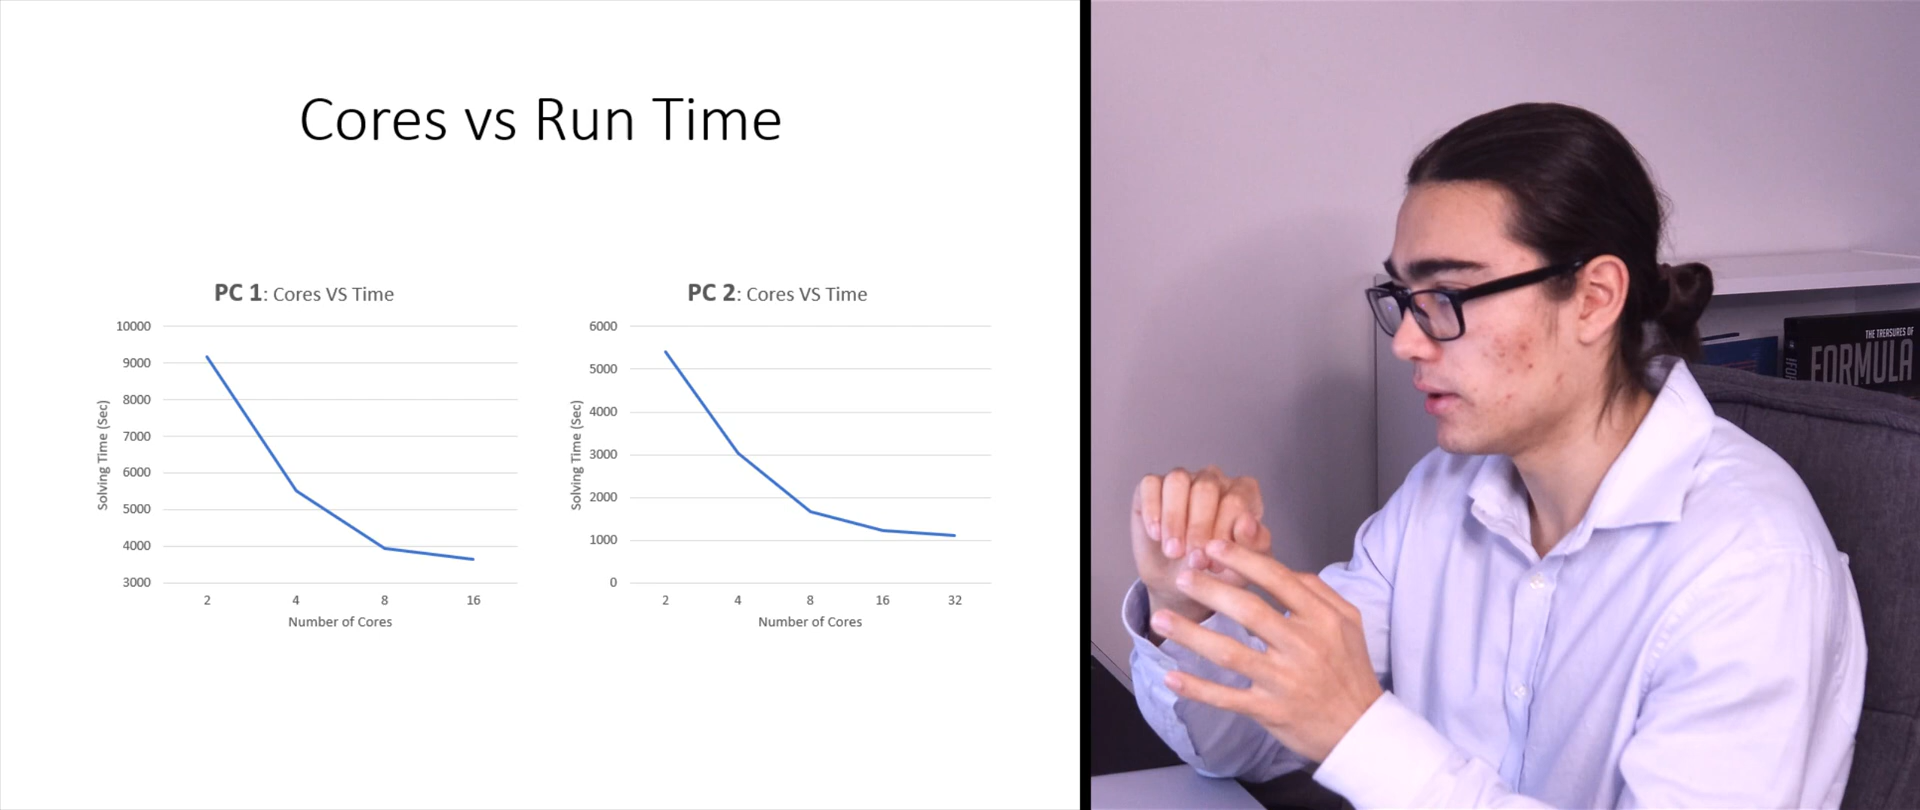 Cores vs Run Time
PC 1: Cores VS Time
10000
9000
8000
7000
6000
5000
4000
3000
Solving Time (Sec)
2 4 8 16
Number of Cores
PC 2: Cores VS Time
6000
5000
4000
3000
2000
1000
0
Solving Time (Sec)
2 4 8 16 32
Number of Cores
THE TREASURES OF
FORMULA